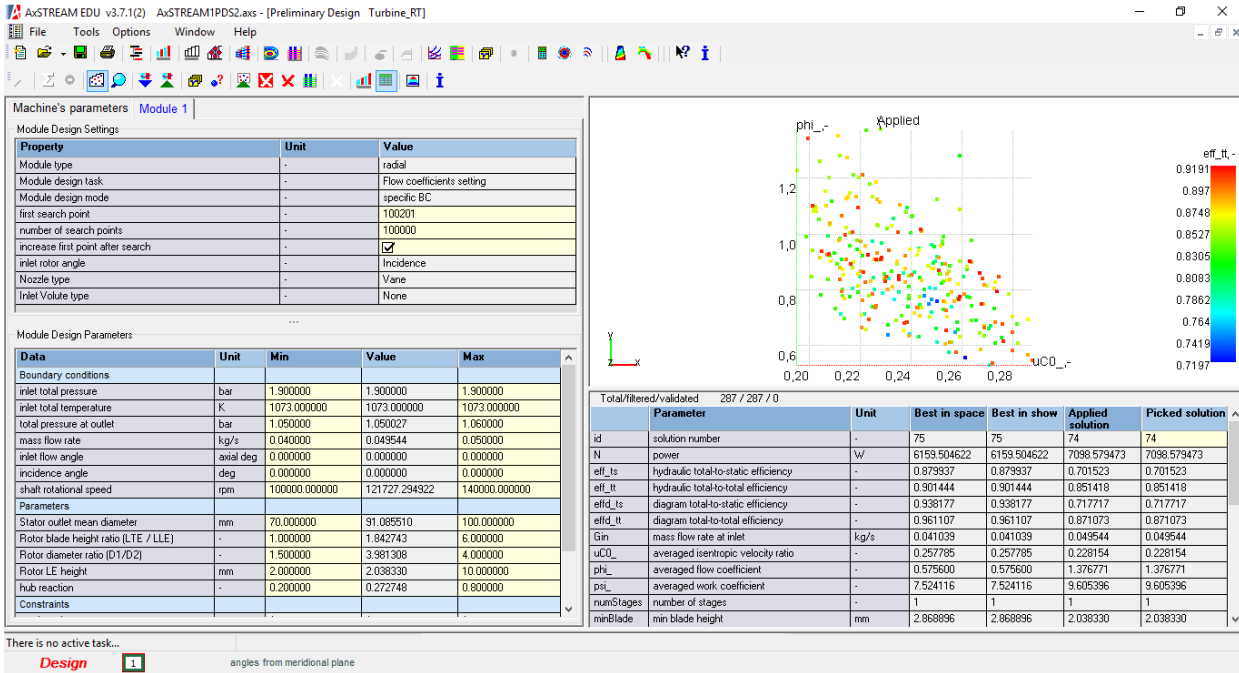 AxSTREAM EDU v3.7.1(2) AxSTREAM1PDS2.axs - [Preliminary Design Turbine_RT]
File Tools Options Window Help
Machine's parameters Module 1
Module Design Settings
Property Unit Value
Module type - radial
Module design task - Flow coefficients setting
Module design mode - specific BC
first search point - 100201
number of search points - 100000
increase first point after search -
inlet rotor angle - Incidence
Nozzle type - Vane
Inlet Volute type - None
...
Module Design Parameters
Data Unit Min Value Max
Boundary conditions
inlet total pressure bar 1.900000 1.900000 1.900000
inlet total temperature K 1073.000000 1073.000000 1073.000000
total pressure at outlet bar 1.050000 1.050027 1.060000
mass flow rate kg/s 0.040000 0.049544 0.050000
inlet flow angle axial deg 0.000000 0.000000 0.000000
incidence angle deg 0.000000 0.000000 0.000000
shaft rotational speed rpm 100000.000000 121727.294922 140000.000000
Parameters
Stator outlet mean diameter mm 70.000000 91.085510 100.000000
Rotor blade height ratio (LTE / LLE) - 1.000000 1.842743 6.000000
Rotor diameter ratio (D1/D2) - 1.500000 3.981308 4.000000
Rotor LE height mm 2.000000 2.038330 10.000000
hub reaction - 0.200000 0.272748 0.800000
Constraints
phi_,- Applied
1,2
1,0
0,8
0,6
0,20 0,22 0,24 0,26 0,28
uC0_,-
y
z x
eff_tt, -
0.9191
0.897
0.8748
0.8527
0.8305
0.8083
0.7862
0.764
0.7419
0.7197
Total/filtered/validated 287 / 287 / 0
Parameter Unit Best in space Best in show Applied solution Picked solution
id solution number - 75 75 74 74
N power W 6159.504622 6159.504622 7098.579473 7098.579473
eff_ts hydraulic total-to-static efficiency - 0.879937 0.879937 0.701523 0.701523
eff_tt hydraulic total-to-total efficiency - 0.901444 0.901444 0.851418 0.851418
effd_ts diagram total-to-static efficiency - 0.938177 0.938177 0.717717 0.717717
effd_tt diagram total-to-total efficiency - 0.961107 0.961107 0.871073 0.871073
Gin mass flow rate at inlet kg/s 0.041039 0.041039 0.049544 0.049544
uC0_ averaged isentropic velocity ratio - 0.257785 0.257785 0.228154 0.228154
phi_ averaged flow coefficient - 0.575600 0.575600 1.376771 1.376771
psi_ averaged work coefficient - 7.524116 7.524116 9.605396 9.605396
numStages number of stages - 1 1 1 1
minBlade min blade height mm 2.868896 2.868896 2.038330 2.038330
There is no active task...
Design 1 angles from meridional plane